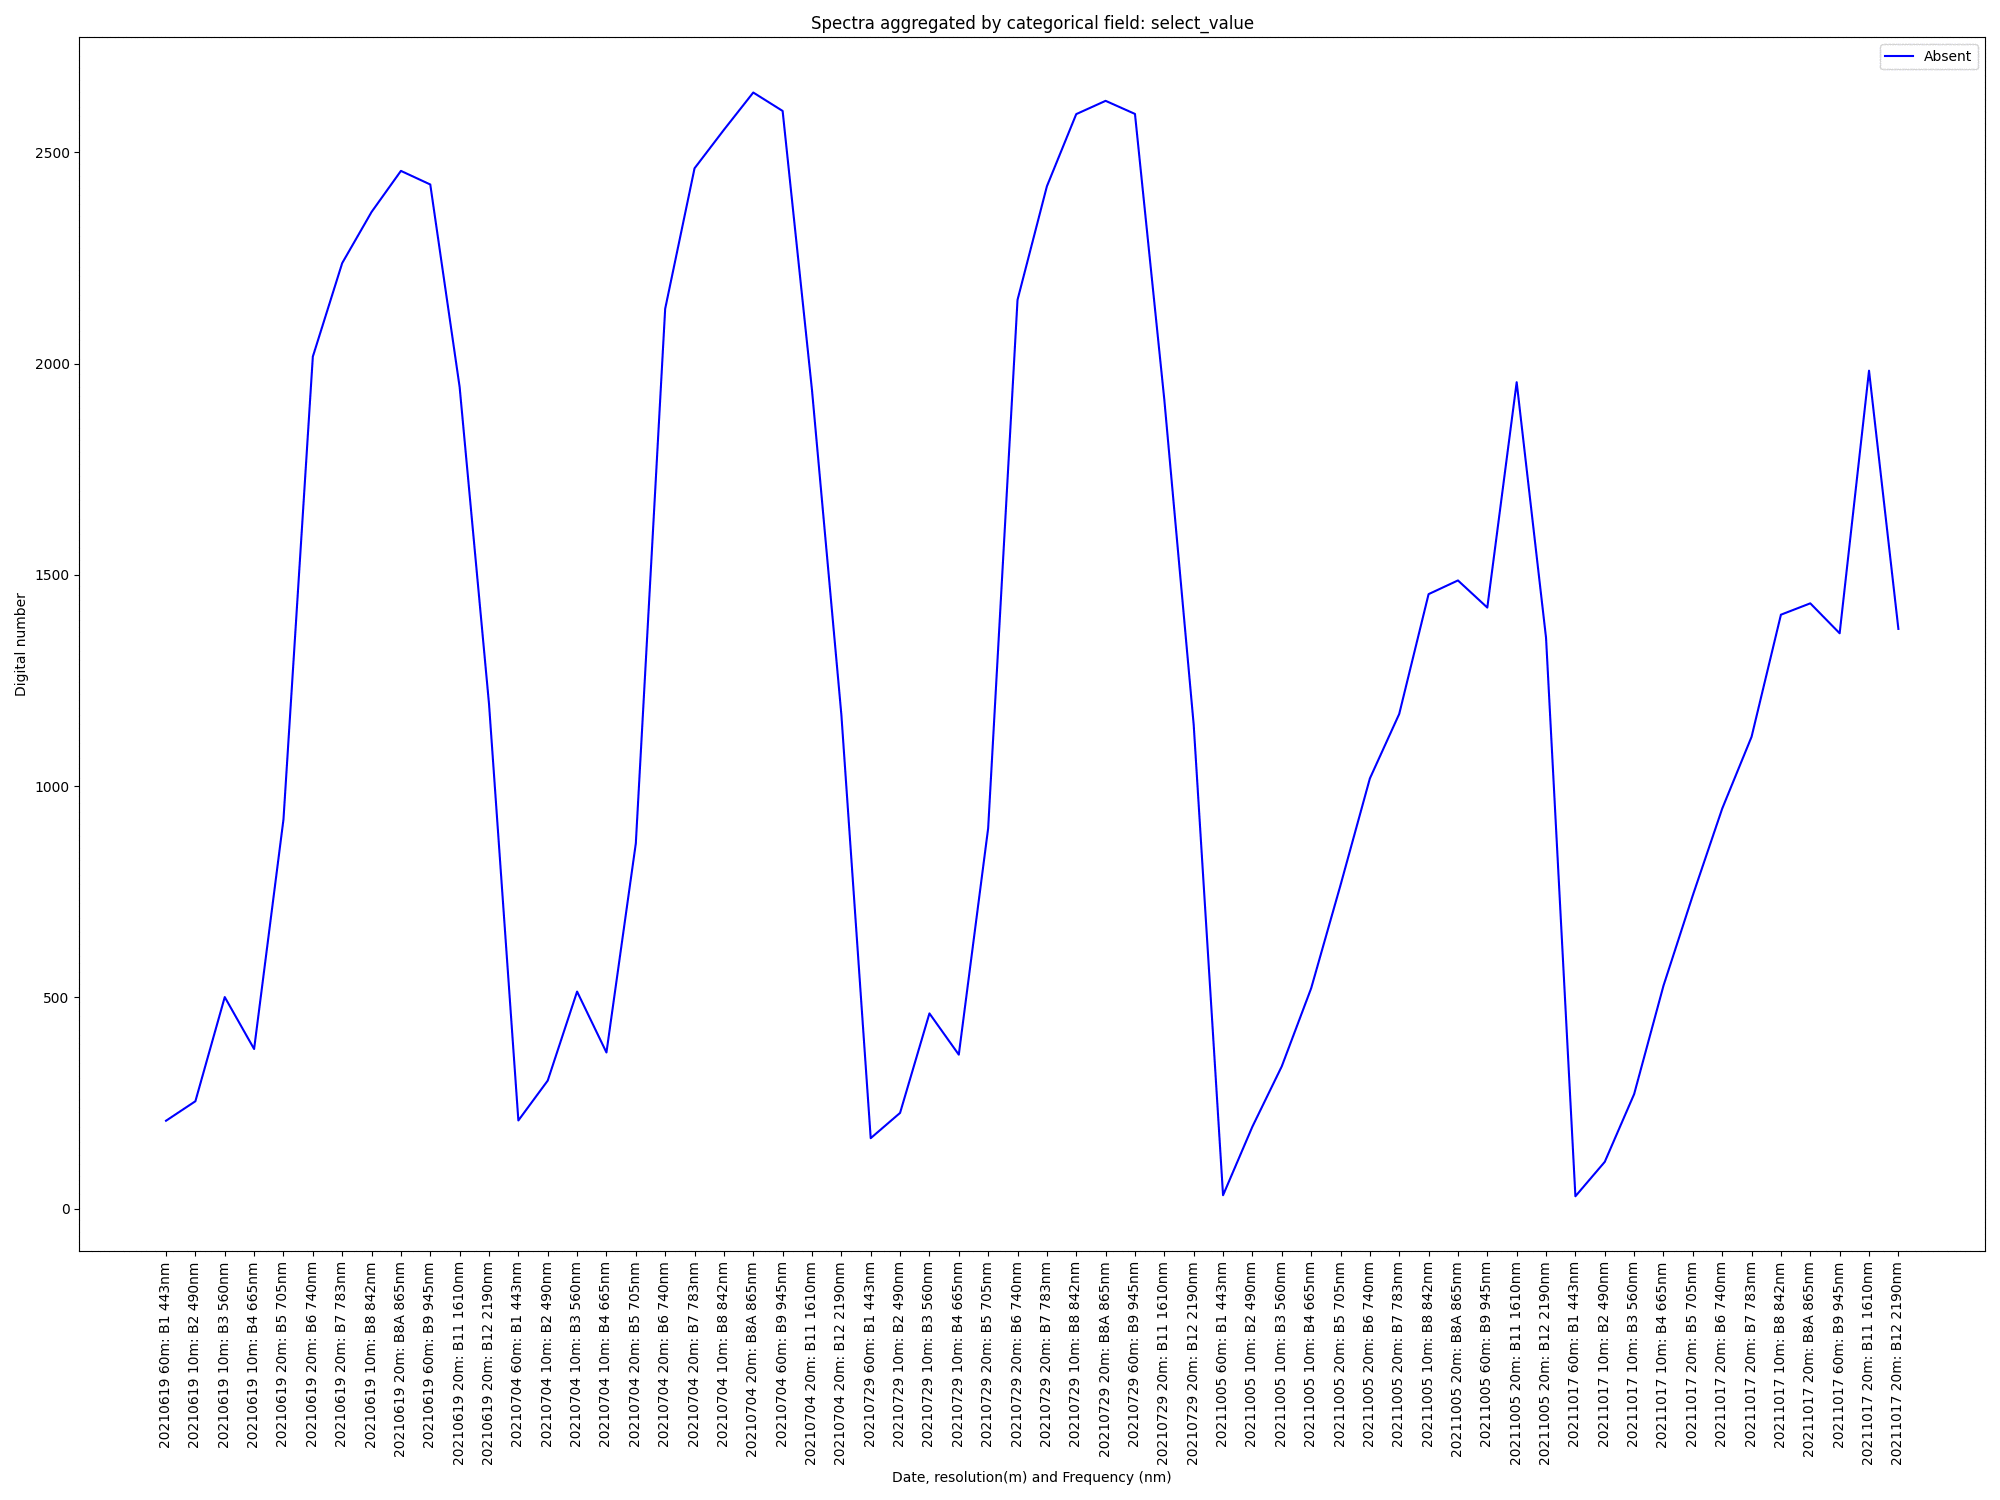 Spectra aggregated by categorical field: select_value
Absent
Digital number
2500
2000
1500
1000
500
0
20210619 60m: B1 443nm
20210619 10m: B2 490nm
20210619 10m: B3 560nm
20210619 10m: B4 665nm
20210619 20m: B5 705nm
20210619 20m: B6 740nm
20210619 20m: B7 783nm
20210619 10m: B8 842nm
20210619 20m: B8A 865nm
20210619 60m: B9 945nm
20210619 20m: B11 1610nm
20210619 20m: B12 2190nm
20210704 60m: B1 443nm
20210704 10m: B2 490nm
20210704 10m: B3 560nm
20210704 10m: B4 665nm
20210704 20m: B5 705nm
20210704 20m: B6 740nm
20210704 20m: B7 783nm
20210704 10m: B8 842nm
20210704 20m: B8A 865nm
20210704 60m: B9 945nm
20210704 20m: B11 1610nm
20210704 20m: B12 2190nm
20210729 60m: B1 443nm
20210729 10m: B2 490nm
20210729 10m: B3 560nm
20210729 10m: B4 665nm
20210729 20m: B5 705nm
20210729 20m: B6 740nm
20210729 20m: B7 783nm
20210729 10m: B8 842nm
20210729 20m: B8A 865nm
20210729 60m: B9 945nm
20210729 20m: B11 1610nm
20210729 20m: B12 2190nm
20211005 60m: B1 443nm
20211005 10m: B2 490nm
20211005 10m: B3 560nm
20211005 10m: B4 665nm
20211005 20m: B5 705nm
20211005 20m: B6 740nm
20211005 20m: B7 783nm
20211005 10m: B8 842nm
20211005 20m: B8A 865nm
20211005 60m: B9 945nm
20211005 20m: B11 1610nm
20211005 20m: B12 2190nm
20211017 60m: B1 443nm
20211017 10m: B2 490nm
20211017 10m: B3 560nm
20211017 10m: B4 665nm
20211017 20m: B5 705nm
20211017 20m: B6 740nm
20211017 20m: B7 783nm
20211017 10m: B8 842nm
20211017 20m: B8A 865nm
20211017 60m: B9 945nm
20211017 20m: B11 1610nm
20211017 20m: B12 2190nm
Date, resolution(m) and Frequency (nm)